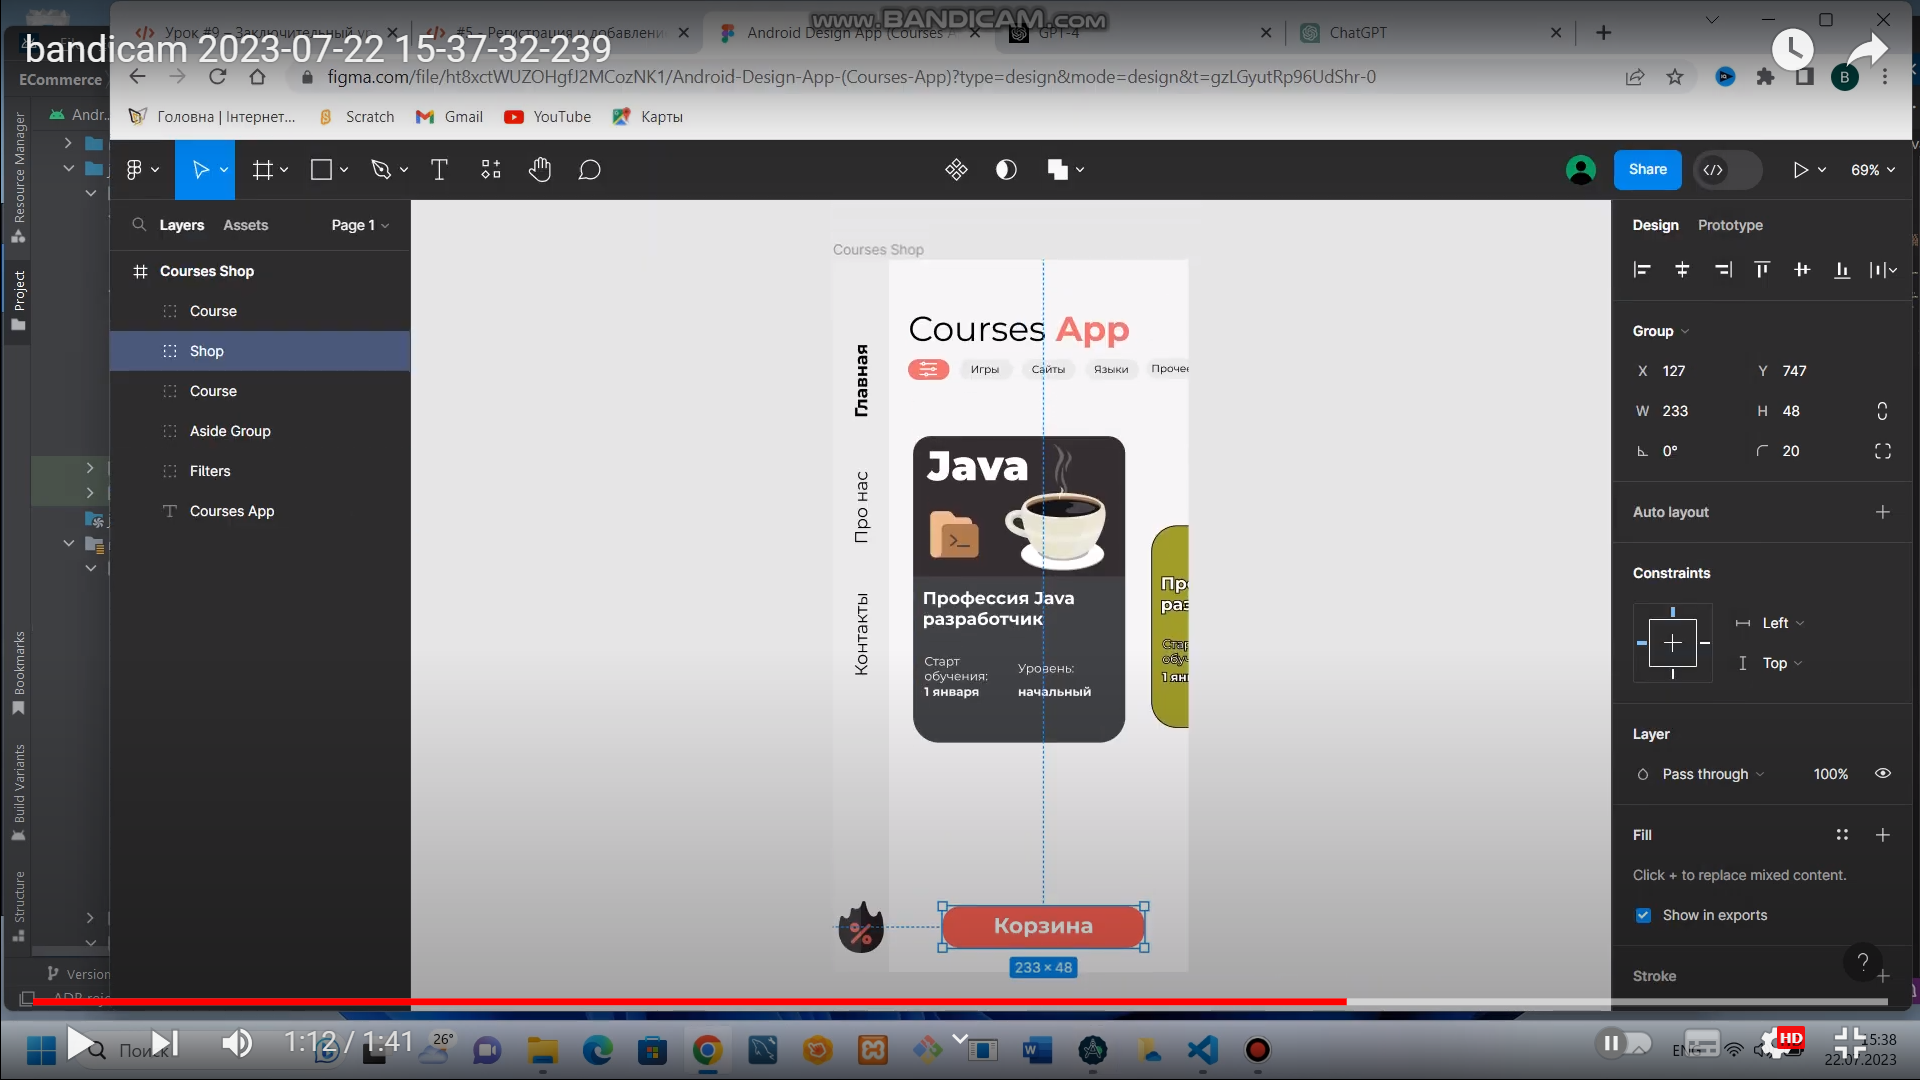 www.BANDICAM.com
bandicam 2023-07-22 15-37-32-239
Урок #9 – Заключительный ур
#5 – Регистрация и добавлени
Android Design App (Courses A
GPT-4
ChatGPT
ECommerce
figma.com/file/ht8xctWUZOHgfJ2MCozNK1/Android-Design-App-(Courses-App)?type=design&mode=design&t=gzLGyutRp96UdShr-0
B
Andr..
Головна | Інтернет...
Scratch
Gmail
YouTube
Карты
Resource Manager
Project
Bookmarks
Build Variants
Structure
Share
69%
Layers
Assets
Page 1
Courses Shop
Course
Shop
Course
Aside Group
Filters
Courses App
Courses Shop
Courses App
Игры
Сайты
Языки
Прочее
Главная
Про нас
Контакты
Java
Профессия Java
разработчик
Старт
обучения:
1 января
Уровень:
начальный
Про
раз
Стар
обуч
1 янв
%
Корзина
233 × 48
Design
Prototype
Group
X 127
Y 747
W 233
H 48
0°
20
Auto layout
Constraints
Left
Top
Layer
Pass through
100%
Fill
Click + to replace mixed content.
Show in exports
Stroke
?
Version
1:12 / 1:41
Поиск
26°
HD
15:38
22.07.2023